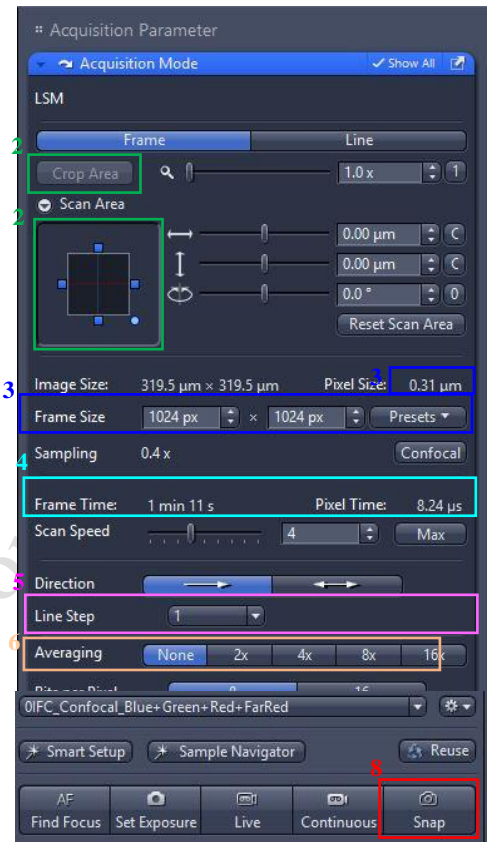 Acquisition Parameter
Acquisition Mode Show All
LSM
2 Frame Line
Crop Area 1.0 x 1
Scan Area
2
0.00 µm C
0.00 µm C
0.0 ° 0
Reset Scan Area
Image Size: 319.5 µm × 319.5 µm Pixel Size: 3 0.31 µm
3 Frame Size 1024 px × 1024 px Presets
Sampling 0.4 x Confocal
4
Frame Time: 1 min 11 s Pixel Time: 8.24 µs
Scan Speed 4 Max
5 Direction
Line Step 1
6 Averaging None 2x 4x 8x 16x
Bits per Pixel 8 16
0IFC_Confocal_Blue+Green+Red+FarRed
Smart Setup Sample Navigator Reuse
8
AF
Find Focus Set Exposure Live Continuous Snap